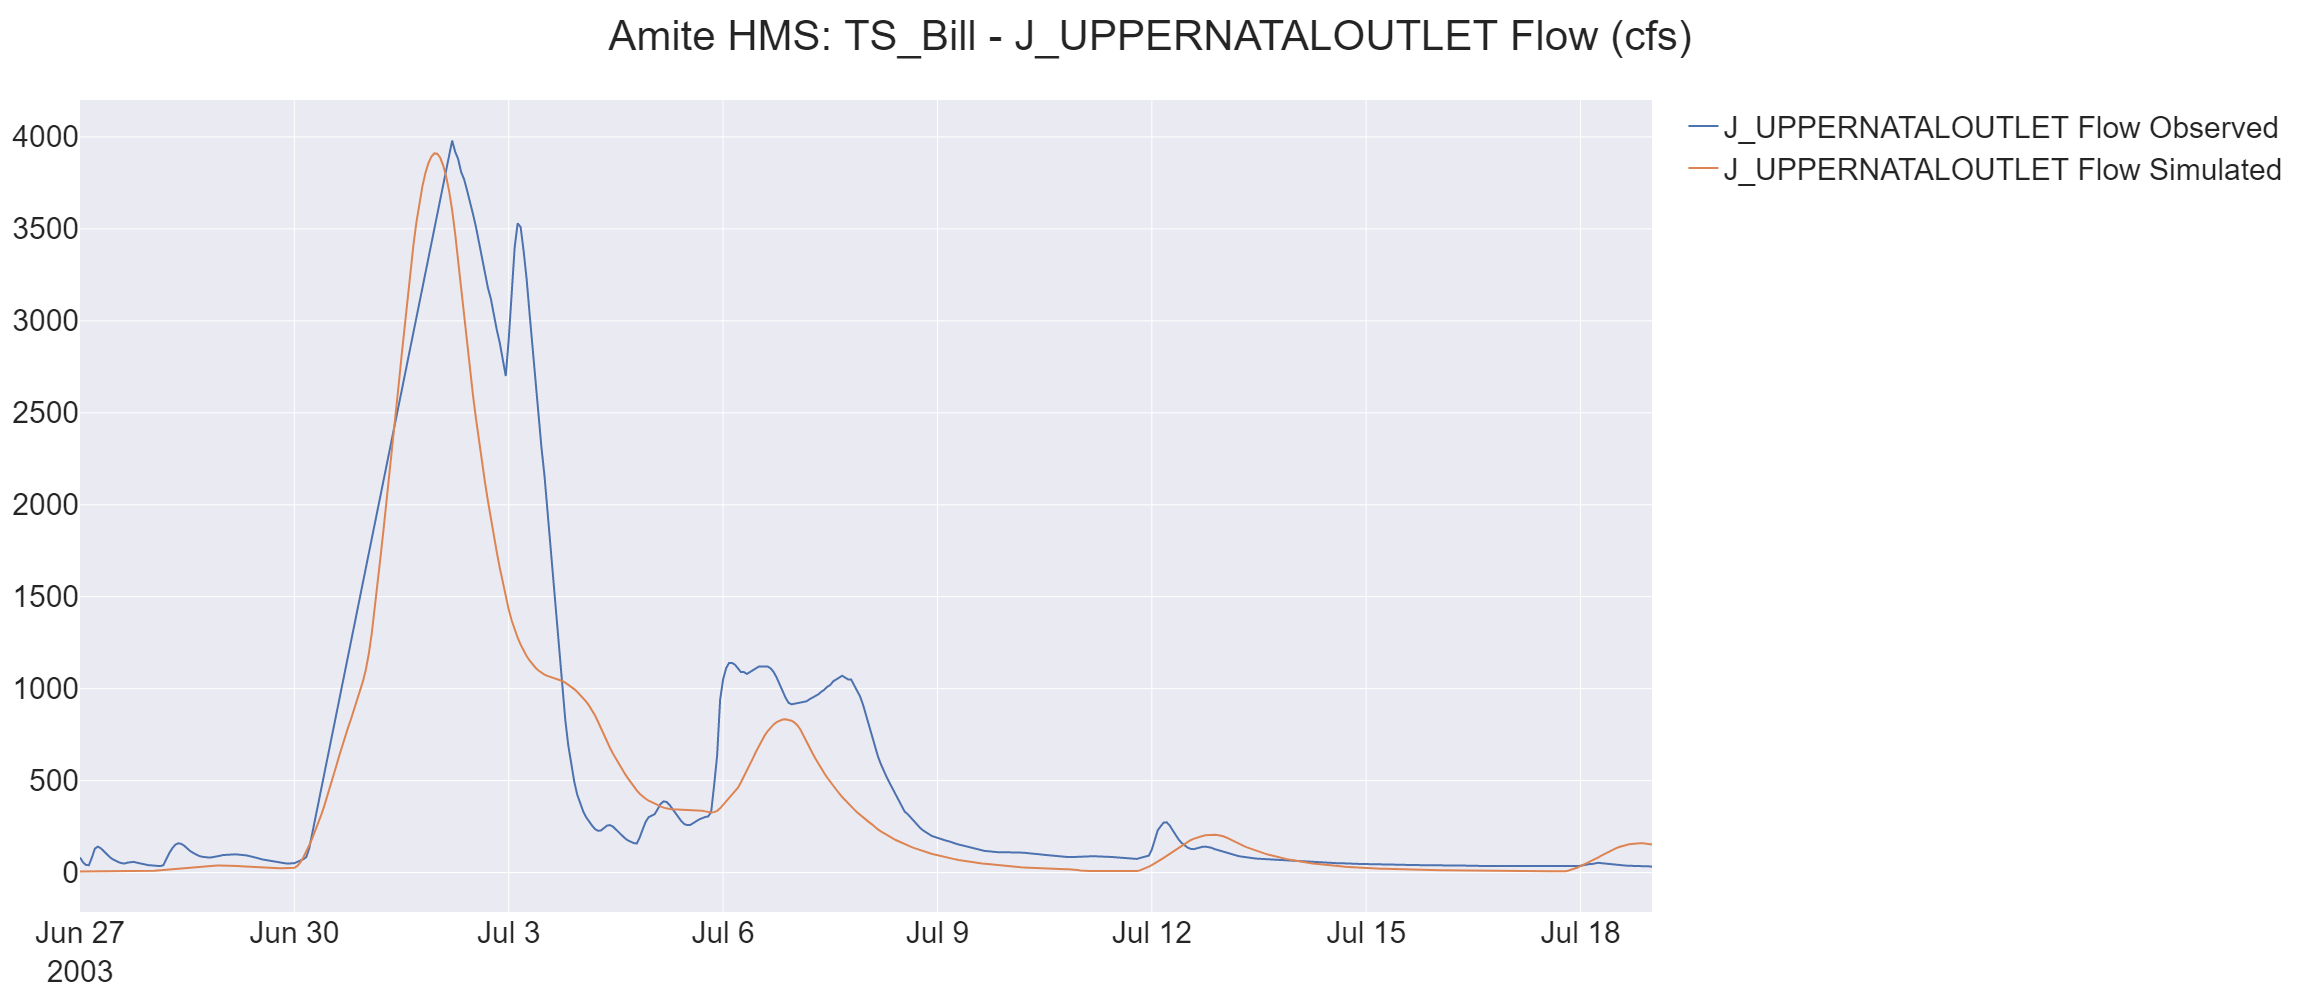 Amite HMS: TS_Bill - J_UPPERNATALOUTLET Flow (cfs)
J_UPPERNATALOUTLET Flow Observed
J_UPPERNATALOUTLET Flow Simulated
4000
3500
3000
2500
2000
1500
1000
500
0
Jun 27 Jun 30 Jul 3 Jul 6 Jul 9 Jul 12 Jul 15 Jul 18
2003